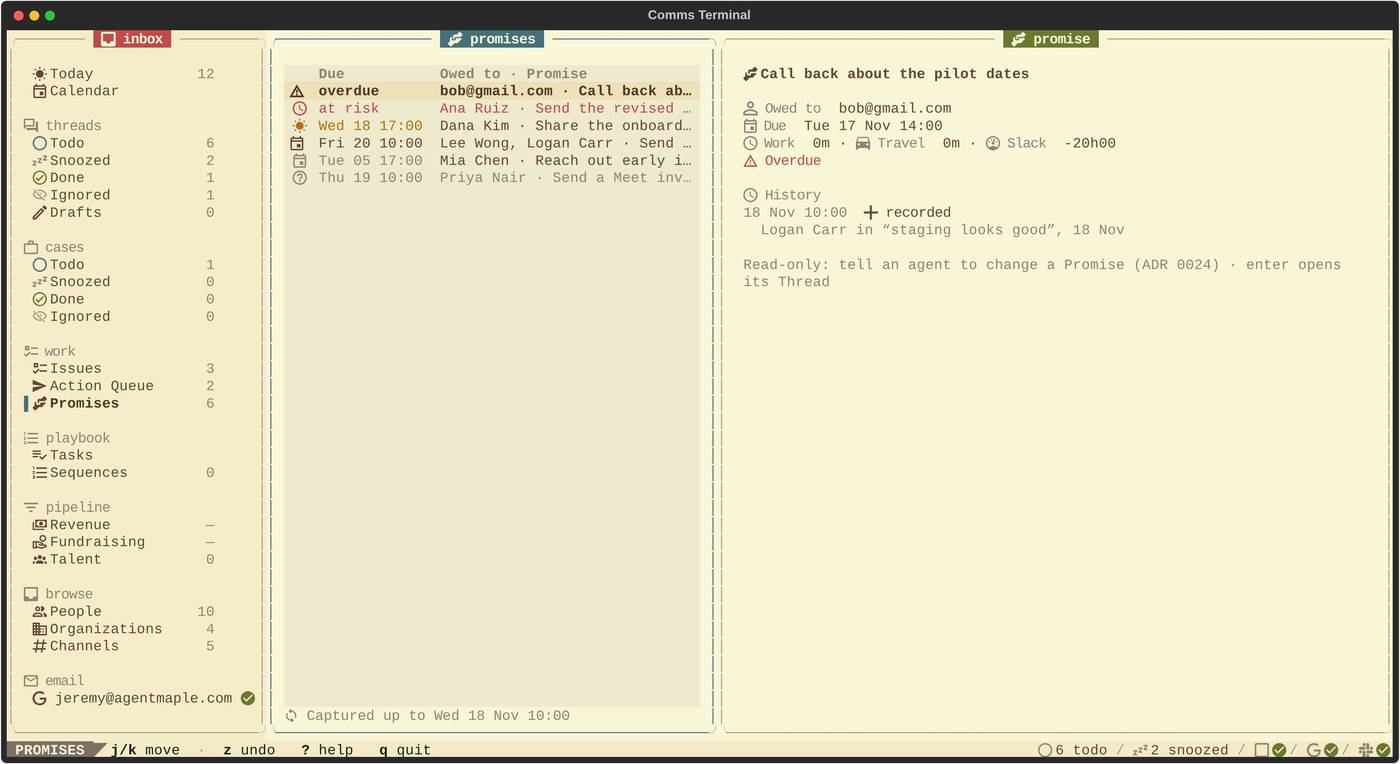 Comms Terminal
inbox
Today 12
Calendar
threads
Todo 6
Snoozed 2
Done 1
Ignored 1
Drafts 0
cases
Todo 1
Snoozed 0
Done 0
Ignored 0
work
Issues 3
Action Queue 2
Promises 6
playbook
Tasks
Sequences 0
pipeline
Revenue —
Fundraising —
Talent 0
browse
People 10
Organizations 4
Channels 5
email
jeremy@agentmaple.com
promises
Due Owed to · Promise
overdue bob@gmail.com · Call back ab…
at risk Ana Ruiz · Send the revised …
Wed 18 17:00 Dana Kim · Share the onboard…
Fri 20 10:00 Lee Wong, Logan Carr · Send …
Tue 05 17:00 Mia Chen · Reach out early i…
Thu 19 10:00 Priya Nair · Send a Meet inv…
Captured up to Wed 18 Nov 10:00
promise
Call back about the pilot dates
Owed to bob@gmail.com
Due Tue 17 Nov 14:00
Work 0m · Travel 0m · Slack -20h00
Overdue
History
18 Nov 10:00 + recorded
Logan Carr in “staging looks good”, 18 Nov
Read-only: tell an agent to change a Promise (ADR 0024) · enter opens
its Thread
PROMISES j/k move · z undo ? help q quit
6 todo / 2 snoozed / / /